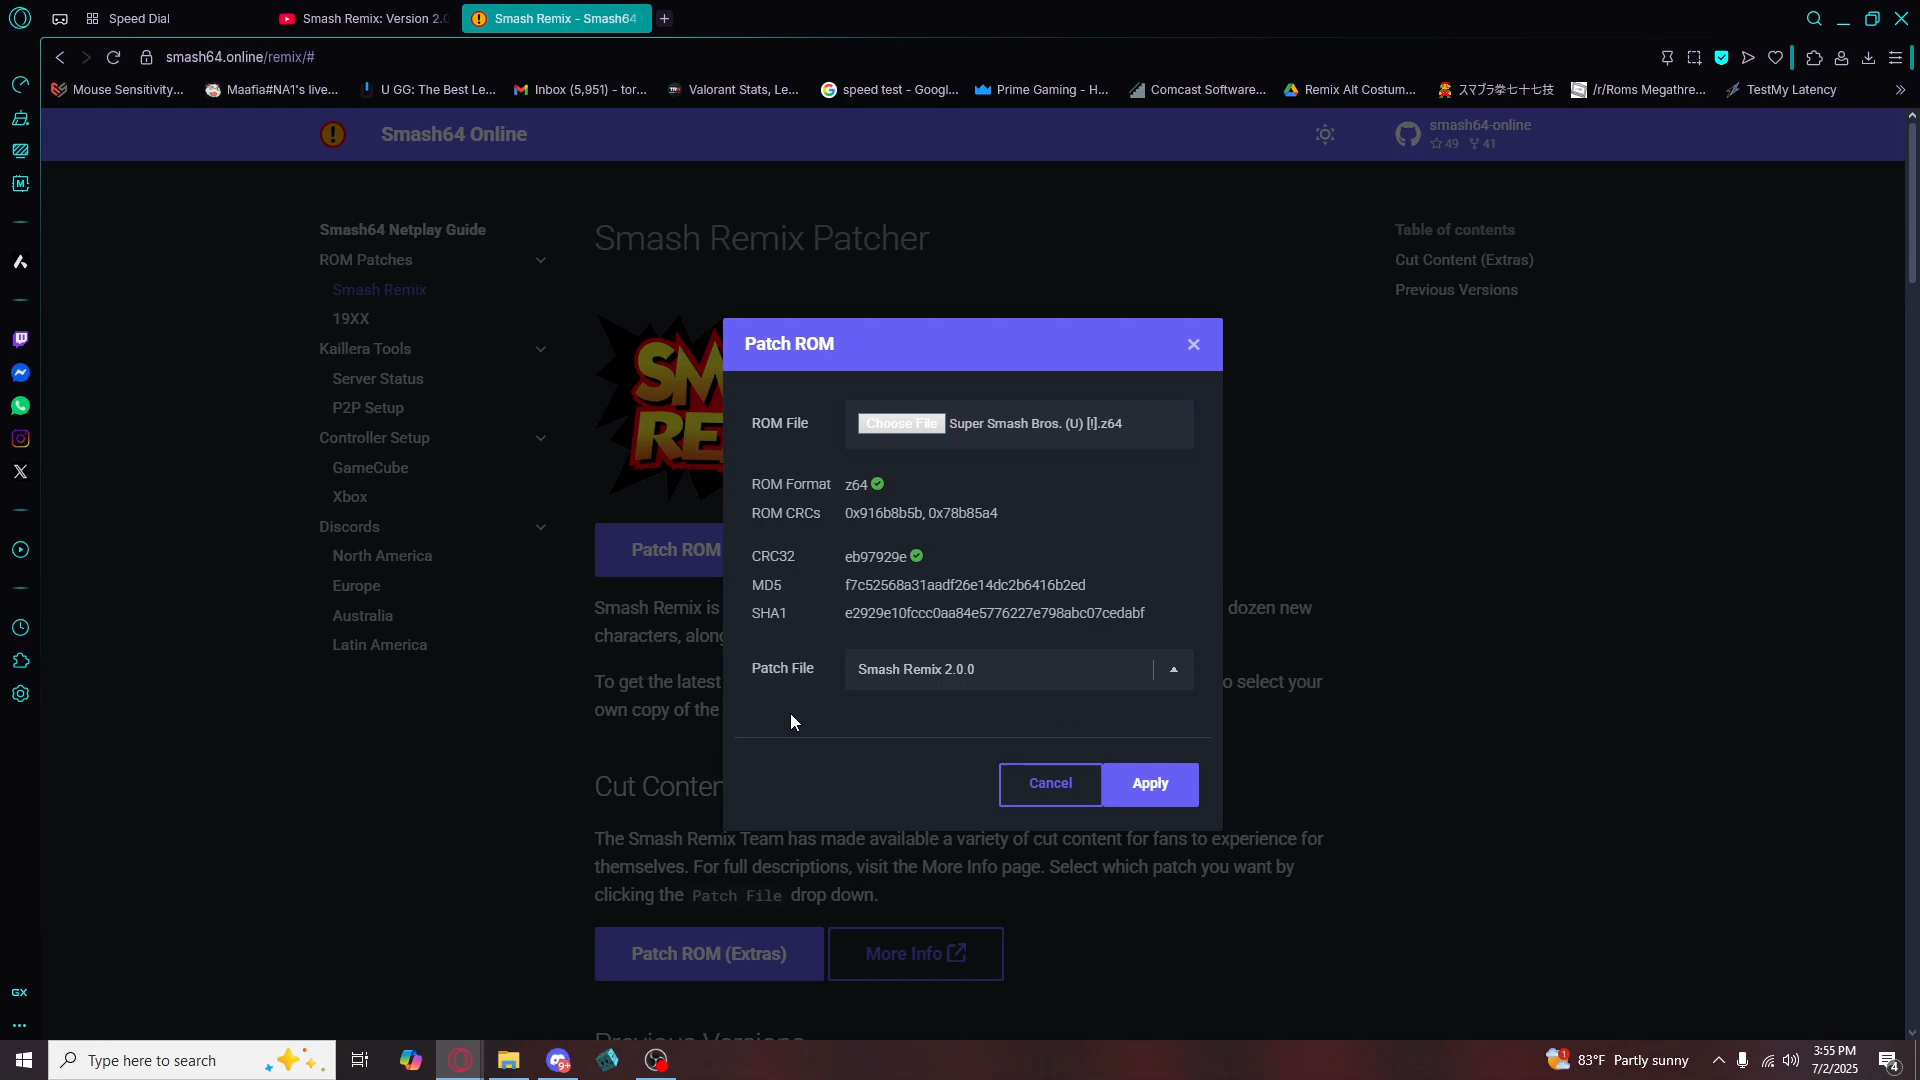 Speed Dial
Smash Remix: Version 2.0
Smash Remix - Smash64
smash64.online/remix/#
Mouse Sensitivity...
Maafia#NA1's live...
U GG: The Best Le...
Inbox (5,951) - tor...
Valorant Stats, Le...
speed test - Googl...
Prime Gaming - H...
Comcast Software...
Remix Alt Costum...
スマブラ拳七十七技
/r/Roms Megathre...
TestMy Latency
Smash64 Online
smash64-online
49 41
Smash64 Netplay Guide
ROM Patches
Smash Remix
19XX
Kaillera Tools
Server Status
P2P Setup
Controller Setup
GameCube
Xbox
Discords
North America
Europe
Australia
Latin America
Smash Remix Patcher
Patch ROM
Smash Remix is
dozen new
characters, along
To get the latest
o select your
own copy of the
Cut Conten
The Smash Remix Team has made available a variety of cut content for fans to experience for
themselves. For full descriptions, visit the More Info page. Select which patch you want by
clicking the Patch File drop down.
Patch ROM (Extras)
More Info
Previous Versions
Table of contents
Cut Content (Extras)
Previous Versions
Patch ROM
ROM File
Choose File Super Smash Bros. (U) [!].z64
ROM Format z64
ROM CRCs 0x916b8b5b, 0x78b85a4
CRC32 eb97929e
MD5 f7c52568a31aadf26e14dc2b6416b2ed
SHA1 e2929e10fccc0aa84e5776227e798abc07cedabf
Patch File Smash Remix 2.0.0
Cancel
Apply
GX
Type here to search
83°F Partly sunny
3:55 PM
7/2/2025
4